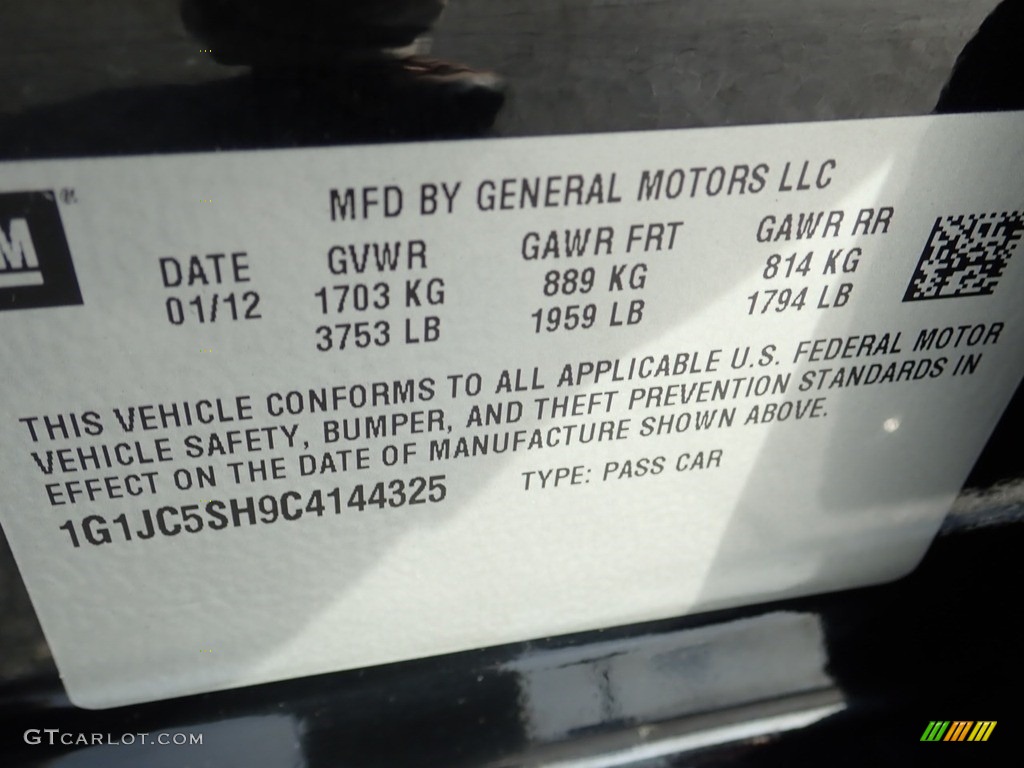 MFD BY GENERAL MOTORS LLC
M ®
DATE GVWR GAWR FRT GAWR RR
01/12 1703 KG 889 KG 814 KG
3753 LB 1959 LB 1794 LB
THIS VEHICLE CONFORMS TO ALL APPLICABLE U.S. FEDERAL MOTOR
VEHICLE SAFETY, BUMPER, AND THEFT PREVENTION STANDARDS IN
EFFECT ON THE DATE OF MANUFACTURE SHOWN ABOVE.
1G1JC5SH9C4144325 TYPE: PASS CAR
GTCARLOT.COM